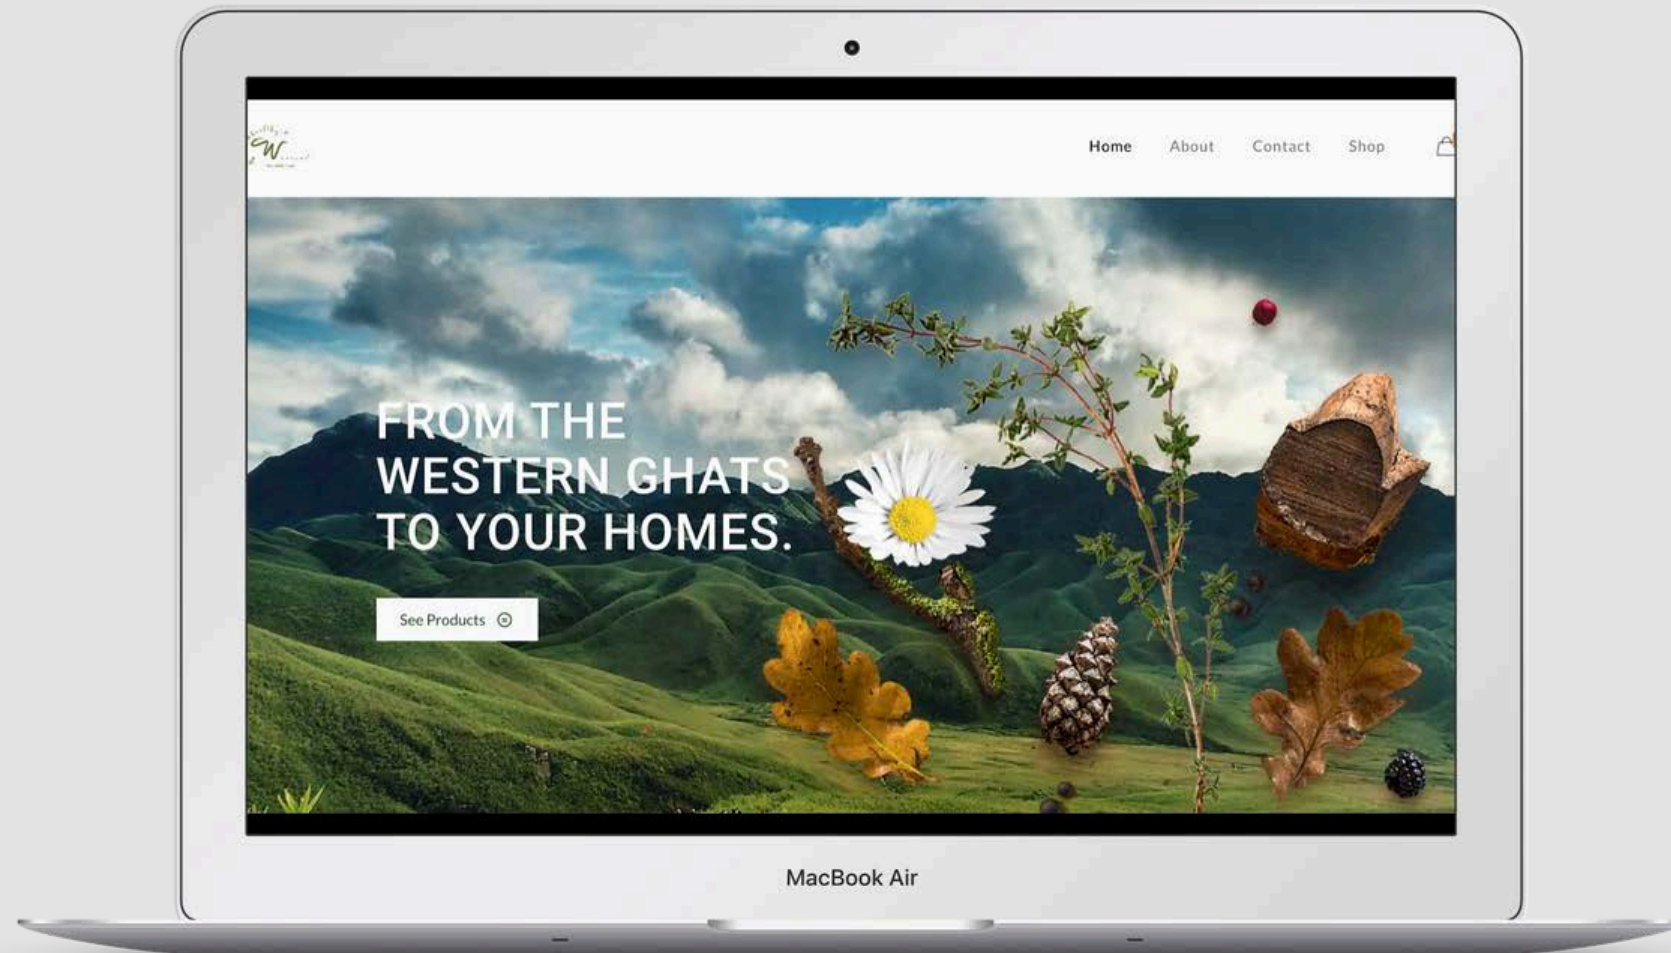 W
Home About Contact Shop
FROM THE
WESTERN GHATS
TO YOUR HOMES.
See Products
MacBook Air